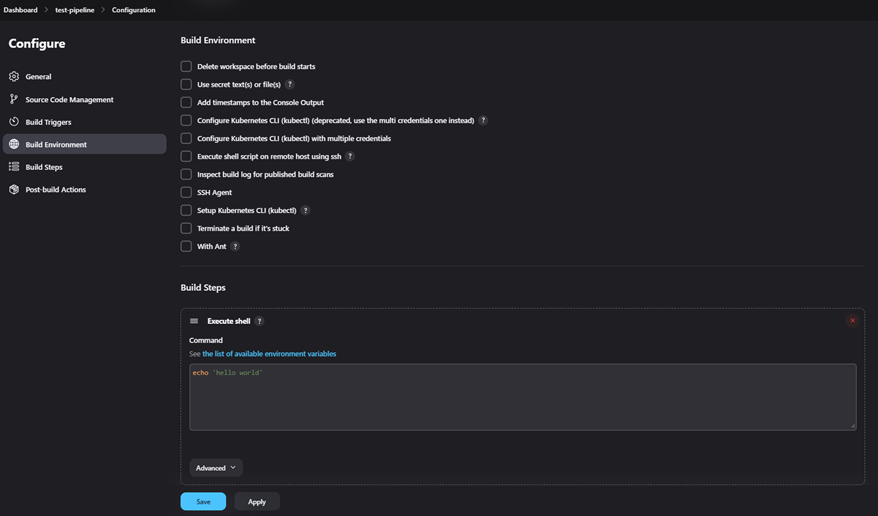 Dashboard > test-pipeline > Configuration
Configure
General
Source Code Management
Build Triggers
Build Environment
Build Steps
Post-build Actions
Build Environment
Delete workspace before build starts
Use secret text(s) or file(s) ?
Add timestamps to the Console Output
Configure Kubernetes CLI (kubectl) (deprecated, use the multi credentials one instead) ?
Configure Kubernetes CLI (kubectl) with multiple credentials
Execute shell script on remote host using ssh ?
Inspect build log for published build scans
SSH Agent
Setup Kubernetes CLI (kubectl) ?
Terminate a build if it's stuck
With Ant ?
Build Steps
Execute shell ?
Command
See the list of available environment variables
echo 'hello world'
Advanced
Save Apply